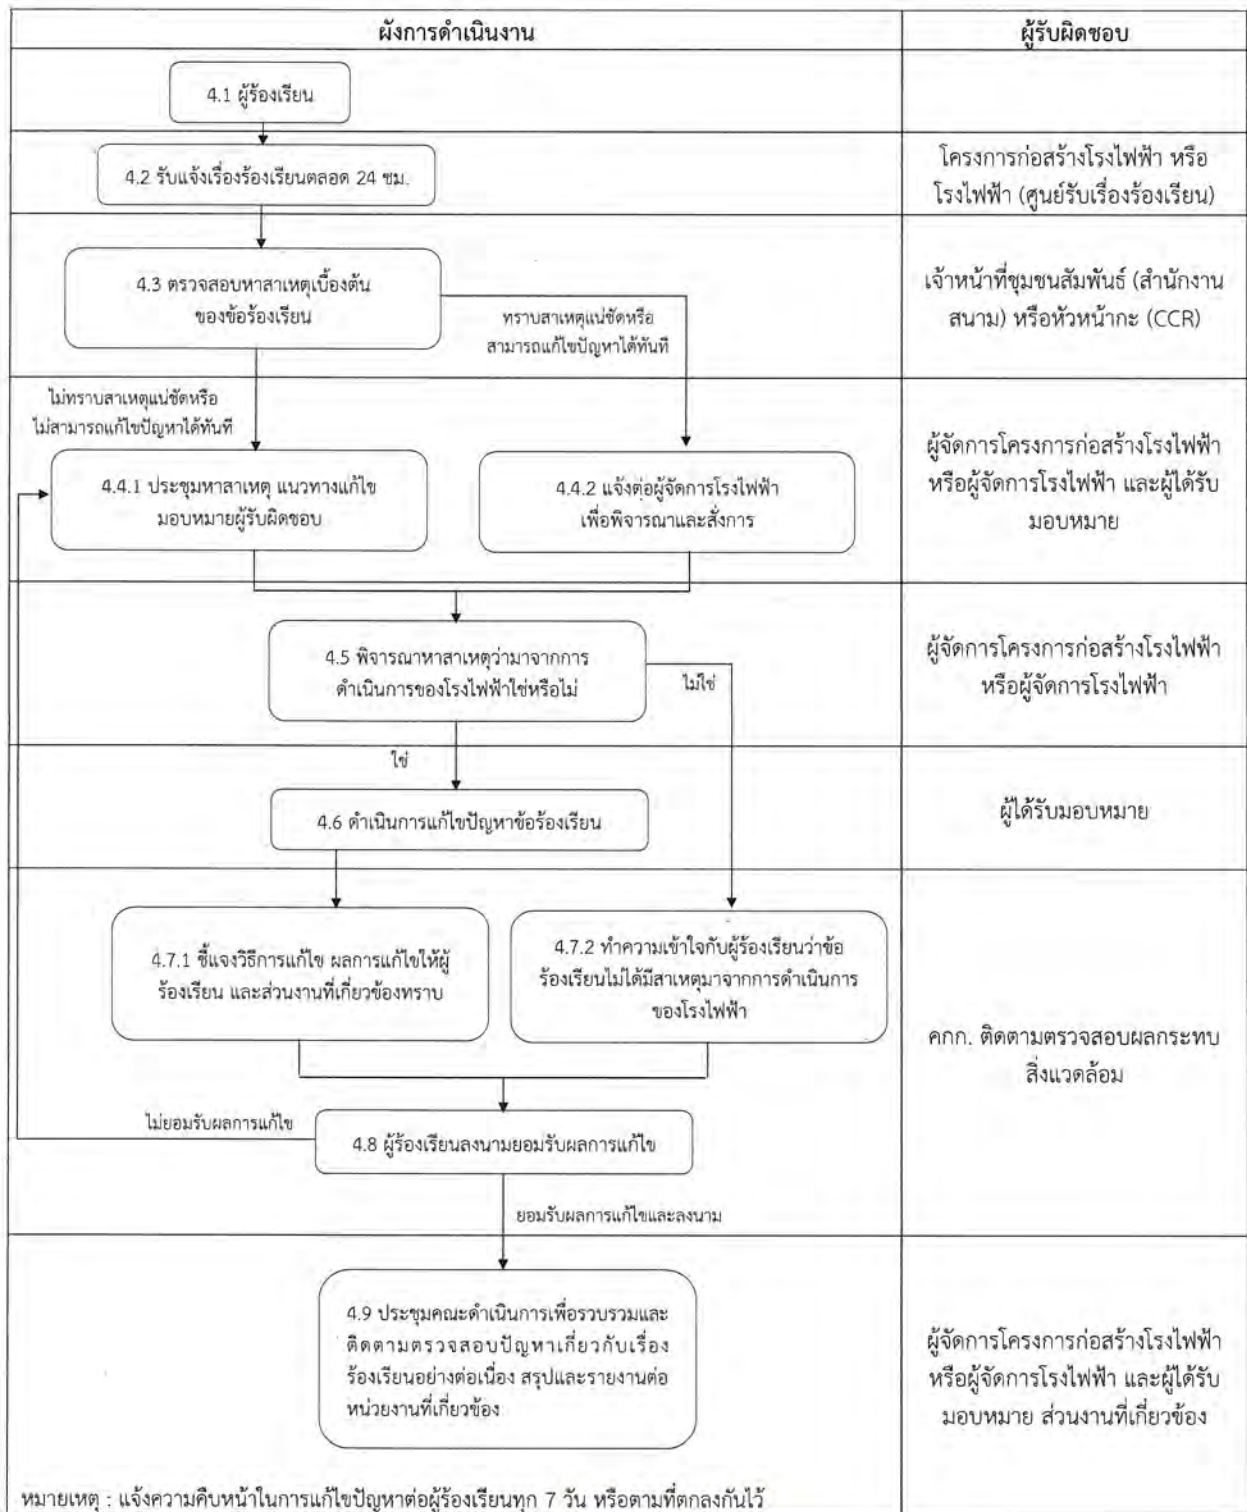 ผังการดำเนินงาน
ผู้รับผิดชอบ
4.1 ผู้ร้องเรียน
4.2 รับแจ้งเรื่องร้องเรียนตลอด 24 ชม.
โครงการก่อสร้างโรงไฟฟ้า หรือ
โรงไฟฟ้า (ศูนย์รับเรื่องร้องเรียน)
4.3 ตรวจสอบหาสาเหตุเบื้องต้น
ของข้อร้องเรียน
ทราบสาเหตุแน่ชัดหรือ
สามารถแก้ไขปัญหาได้ทันที
เจ้าหน้าที่ชุมชนสัมพันธ์ (สำนักงาน
สนาม) หรือหัวหน้ากะ (CCR)
ไม่ทราบสาเหตุแน่ชัดหรือ
ไม่สามารถแก้ไขปัญหาได้ทันที
4.4.1 ประชุมหาสาเหตุ แนวทางแก้ไข
มอบหมายผู้รับผิดชอบ
4.4.2 แจ้งต่อผู้จัดการโรงไฟฟ้า
เพื่อพิจารณาและสั่งการ
ผู้จัดการโครงการก่อสร้างโรงไฟฟ้า
หรือผู้จัดการโรงไฟฟ้า และผู้ได้รับ
มอบหมาย
4.5 พิจารณาหาสาเหตุว่ามาจากการ
ดำเนินการของโรงไฟฟ้าใช่หรือไม่
ไม่ใช่
ผู้จัดการโครงการก่อสร้างโรงไฟฟ้า
หรือผู้จัดการโรงไฟฟ้า
ใช่
4.6 ดำเนินการแก้ไขปัญหาข้อร้องเรียน
ผู้ได้รับมอบหมาย
4.7.1 ชี้แจงวิธีการแก้ไข ผลการแก้ไขให้ผู้
ร้องเรียน และส่วนงานที่เกี่ยวข้องทราบ
4.7.2 ทำความเข้าใจกับผู้ร้องเรียนว่าข้อ
ร้องเรียนไม่ได้มีสาเหตุมาจากการดำเนินการ
ของโรงไฟฟ้า
คกก. ติดตามตรวจสอบผลกระทบ
สิ่งแวดล้อม
ไม่ยอมรับผลการแก้ไข
4.8 ผู้ร้องเรียนลงนามยอมรับผลการแก้ไข
ยอมรับผลการแก้ไขและลงนาม
4.9 ประชุมคณะดำเนินการเพื่อรวบรวมและ
ติดตามตรวจสอบปัญหาเกี่ยวกับเรื่อง
ร้องเรียนอย่างต่อเนื่อง สรุปและรายงานต่อ
หน่วยงานที่เกี่ยวข้อง
ผู้จัดการโครงการก่อสร้างโรงไฟฟ้า
หรือผู้จัดการโรงไฟฟ้า และผู้ได้รับ
มอบหมาย ส่วนงานที่เกี่ยวข้อง
หมายเหตุ : แจ้งความคืบหน้าในการแก้ไขปัญหาต่อผู้ร้องเรียนทุก 7 วัน หรือตามที่ตกลงกันไว้